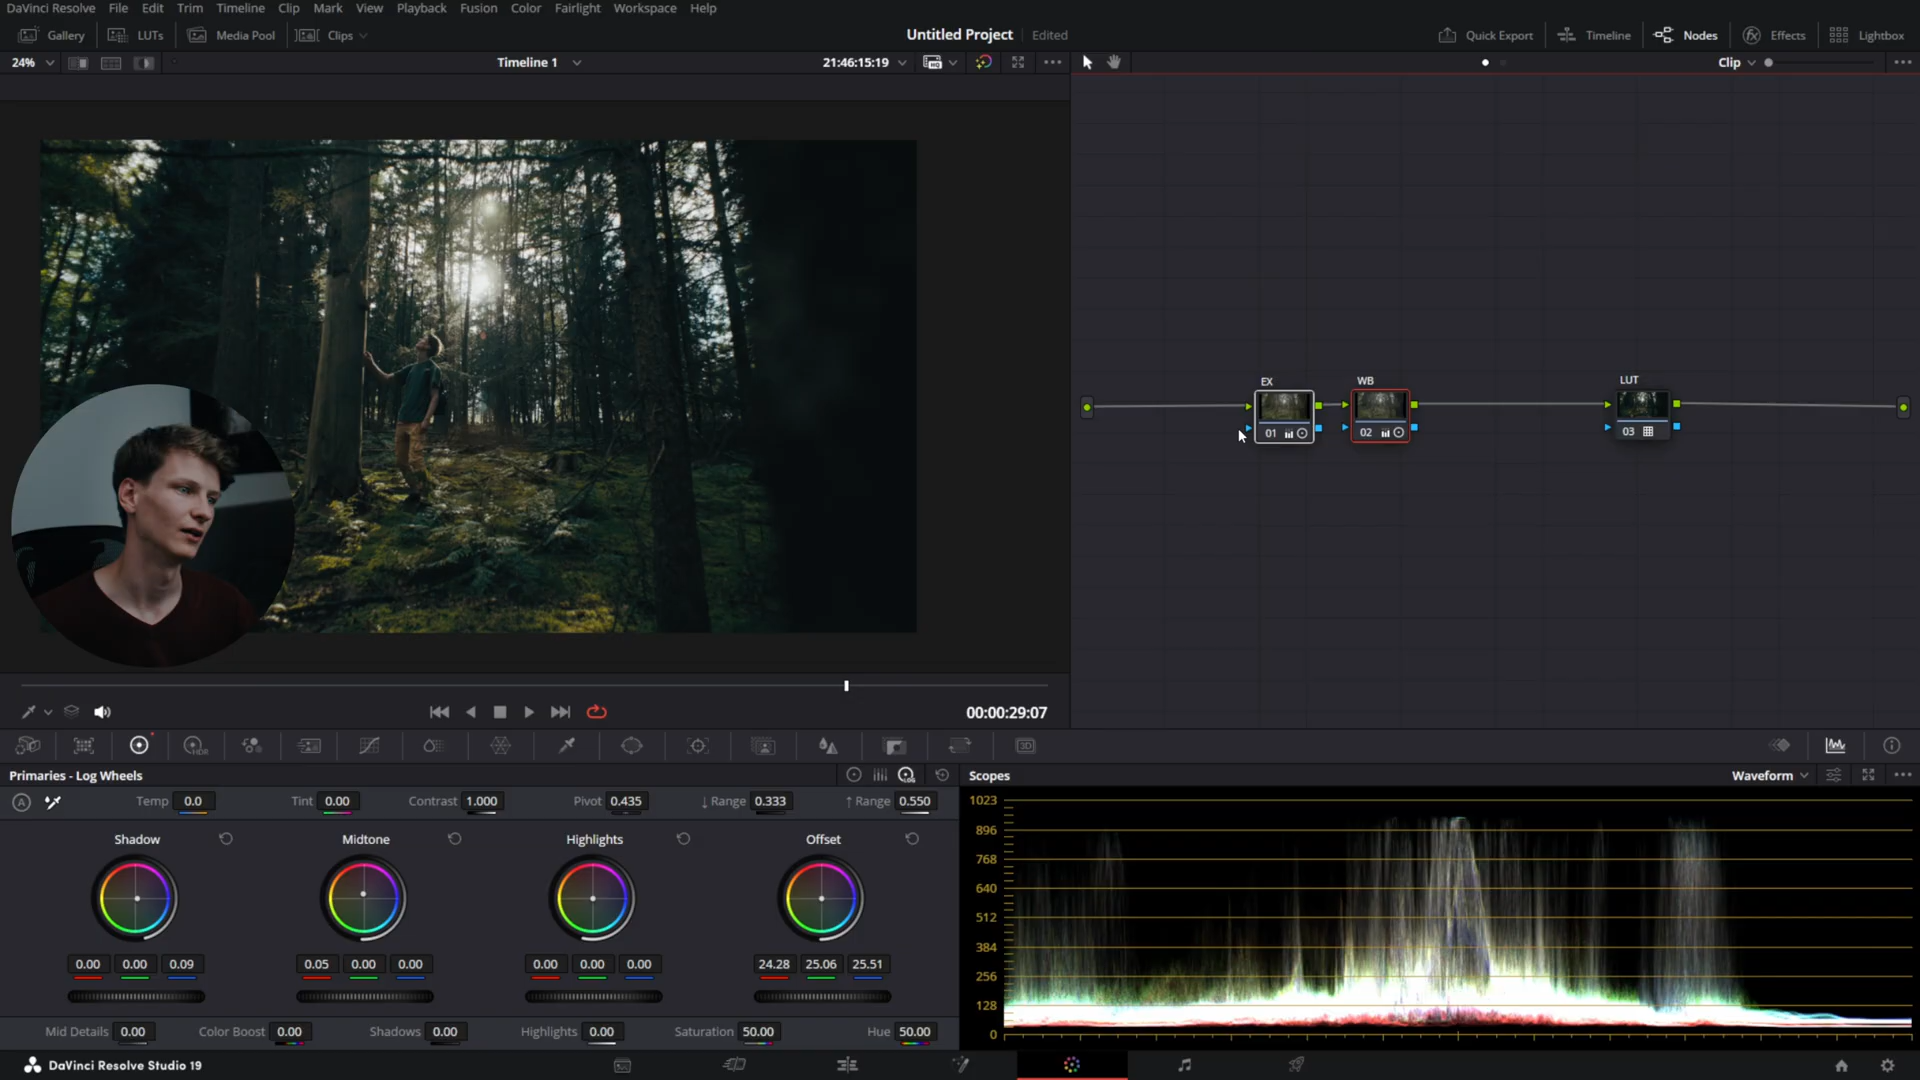 DaVinci Resolve File Edit Trim Timeline Clip Mark View Playback Fusion Color Fairlight Workspace Help
Gallery LUTs Media Pool Clips Untitled Project Edited Quick Export Timeline Nodes Effects Lightbox
24% Timeline 1 21:46:15:19 Clip
EX WB LUT
01 02 03
00:00:29:07
HDR 3D
Primaries - Log Wheels LOG Scopes Waveform
A Temp 0.0 Tint 0.00 Contrast 1.000 Pivot 0.435 ↓ Range 0.333 ↑ Range 0.550
Shadow Midtone Highlights Offset
0.00 0.00 0.09 0.05 0.00 0.00 0.00 0.00 0.00 24.28 25.06 25.51
Mid Details 0.00 Color Boost 0.00 Shadows 0.00 Highlights 0.00 Saturation 50.00 Hue 50.00
1023
896
768
640
512
384
256
128
0
DaVinci Resolve Studio 19